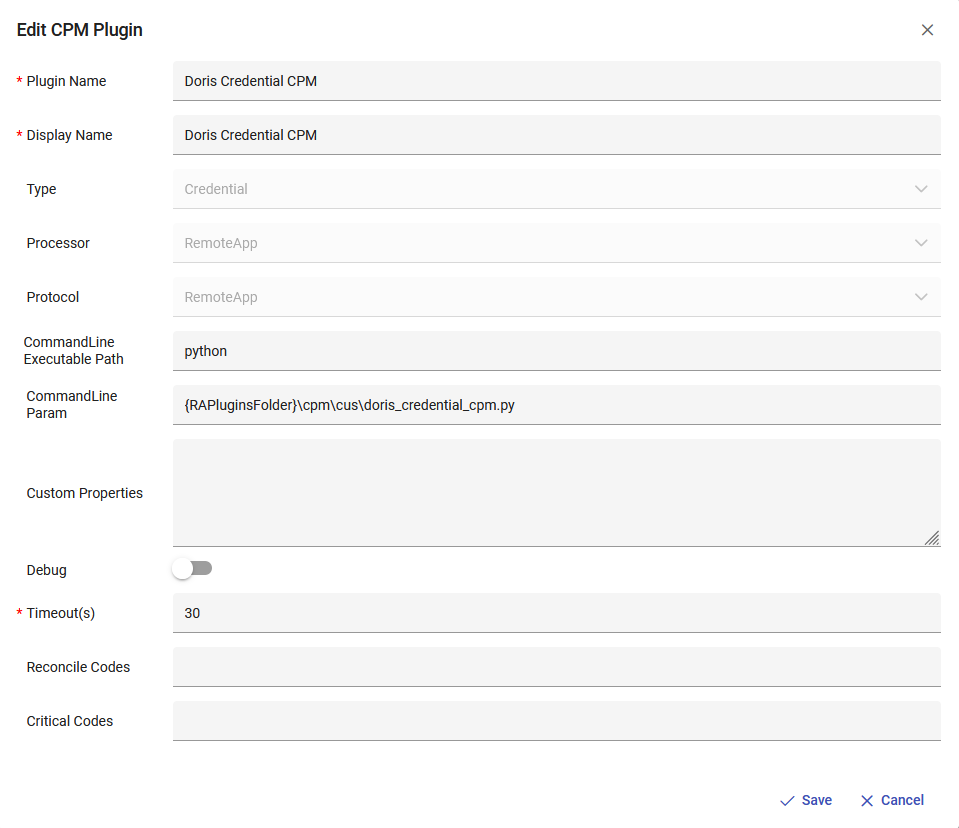 Edit CPM Plugin
* Plugin Name
Doris Credential CPM
* Display Name
Doris Credential CPM
Type
Credential
Processor
RemoteApp
Protocol
RemoteApp
CommandLine
Executable Path
python
CommandLine
Param
{RAPluginsFolder}\cpm\cus\doris_credential_cpm.py
Custom Properties
Debug
* Timeout(s)
30
Reconcile Codes
Critical Codes
Save
Cancel